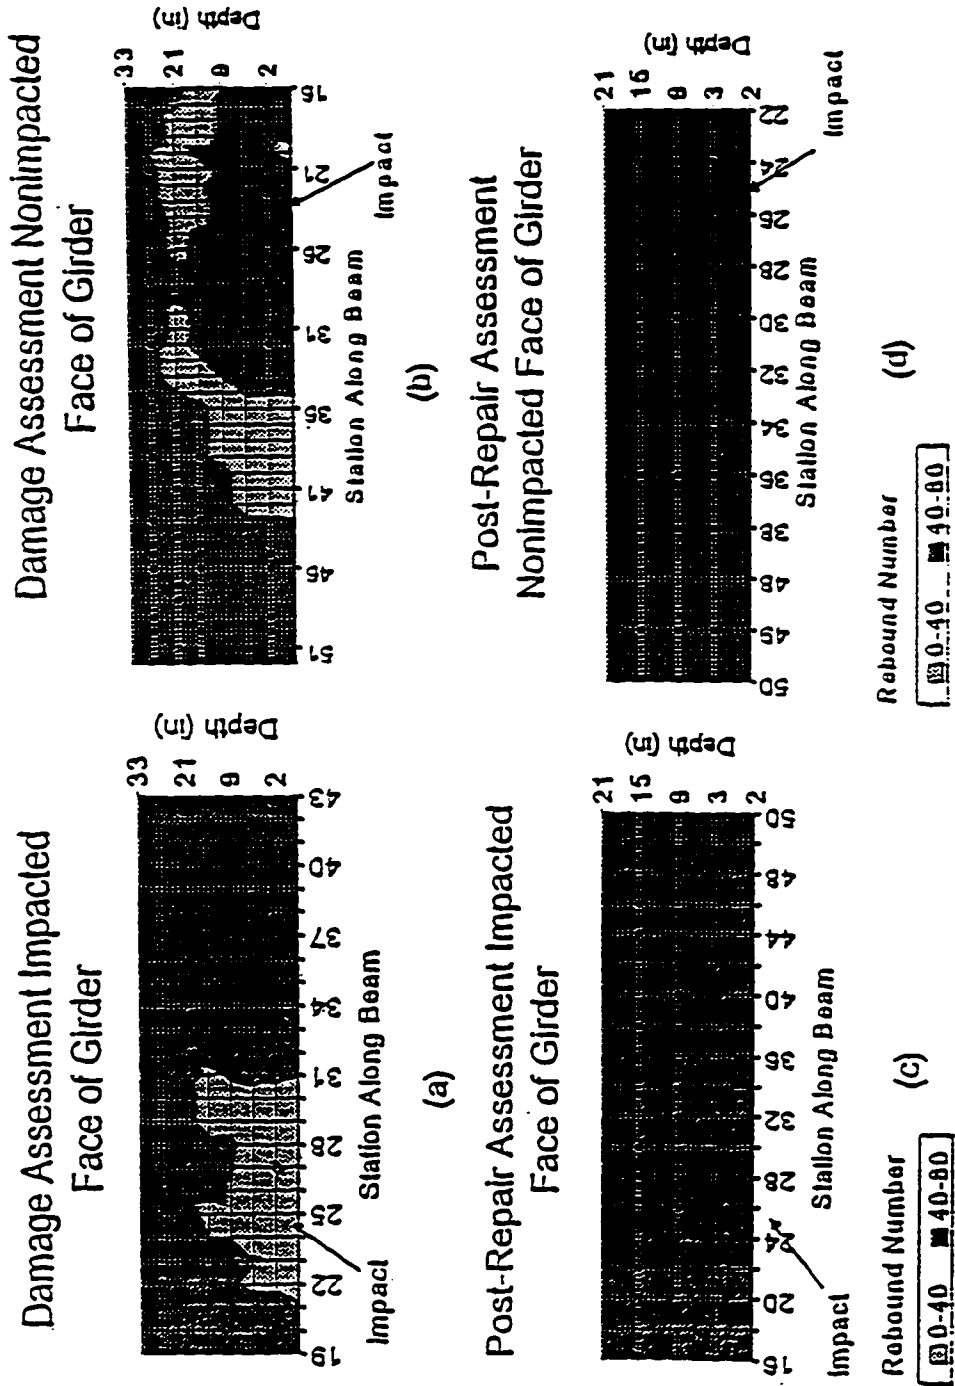 Damage Assessment Impacted
Face of Girder
33
21
9
2
Depth (in)
19
22
25
28
31
34
37
40
43
Station Along Beam
Impact
(a)
Damage Assessment Nonimpacted
Face of Girder
33
21
9
2
Depth (in)
51
45
41
35
31
25
21
15
Station Along Beam
Impact
(b)
Post-Repair Assessment Impacted
Face of Girder
21
15
9
3
2
Depth (in)
16
20
24
28
32
36
40
44
48
50
Station Along Beam
Impact
(c)
Rebound Number
0-40
40-80
Post-Repair Assessment
Nonimpacted Face of Girder
21
15
9
3
2
Depth (in)
50
49
48
38
36
34
32
30
28
26
24
22
Station Along Beam
Impact
(d)
Rebound Number
0-40
40-80